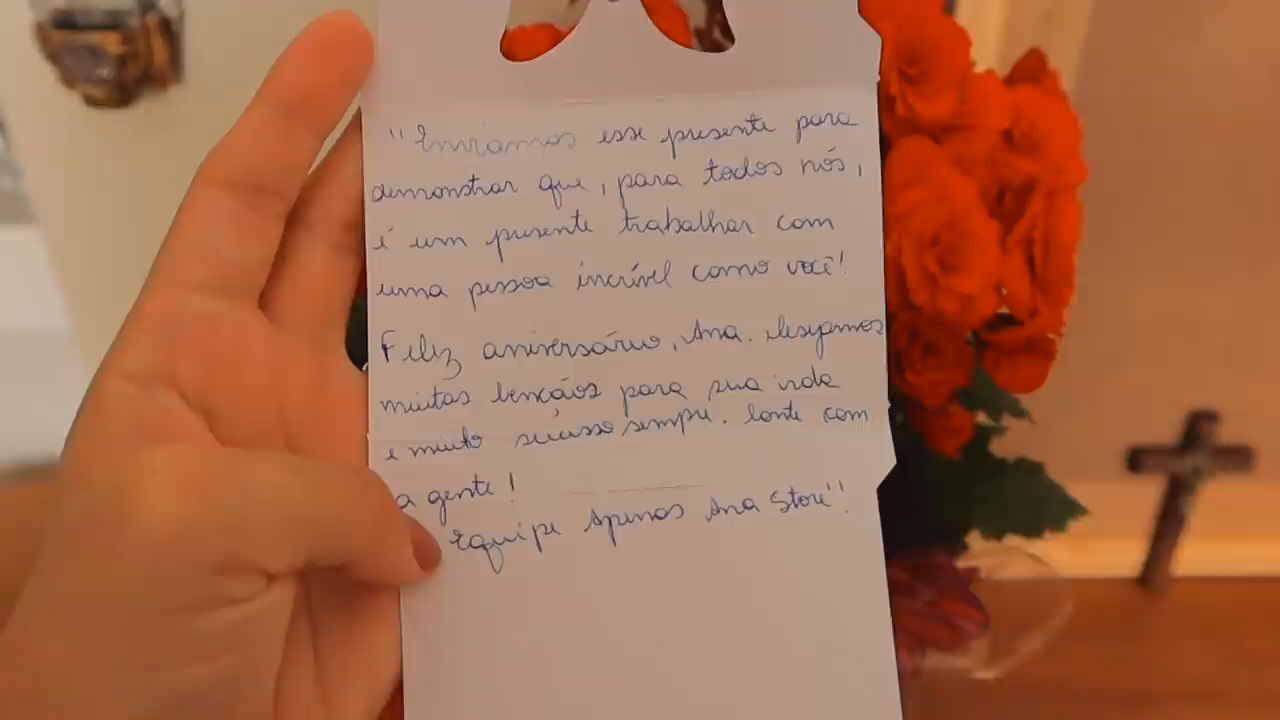 "Enviamos esse presente para
demonstrar que, para todos nós,
é um presente trabalhar com
uma pessoa incrível como você!
Feliz aniversário, Ana. Desejamos
muitas bençãos para sua vida
e muito sucesso sempre. Conte com
a gente!
Equipe Apenas Ana Store"!